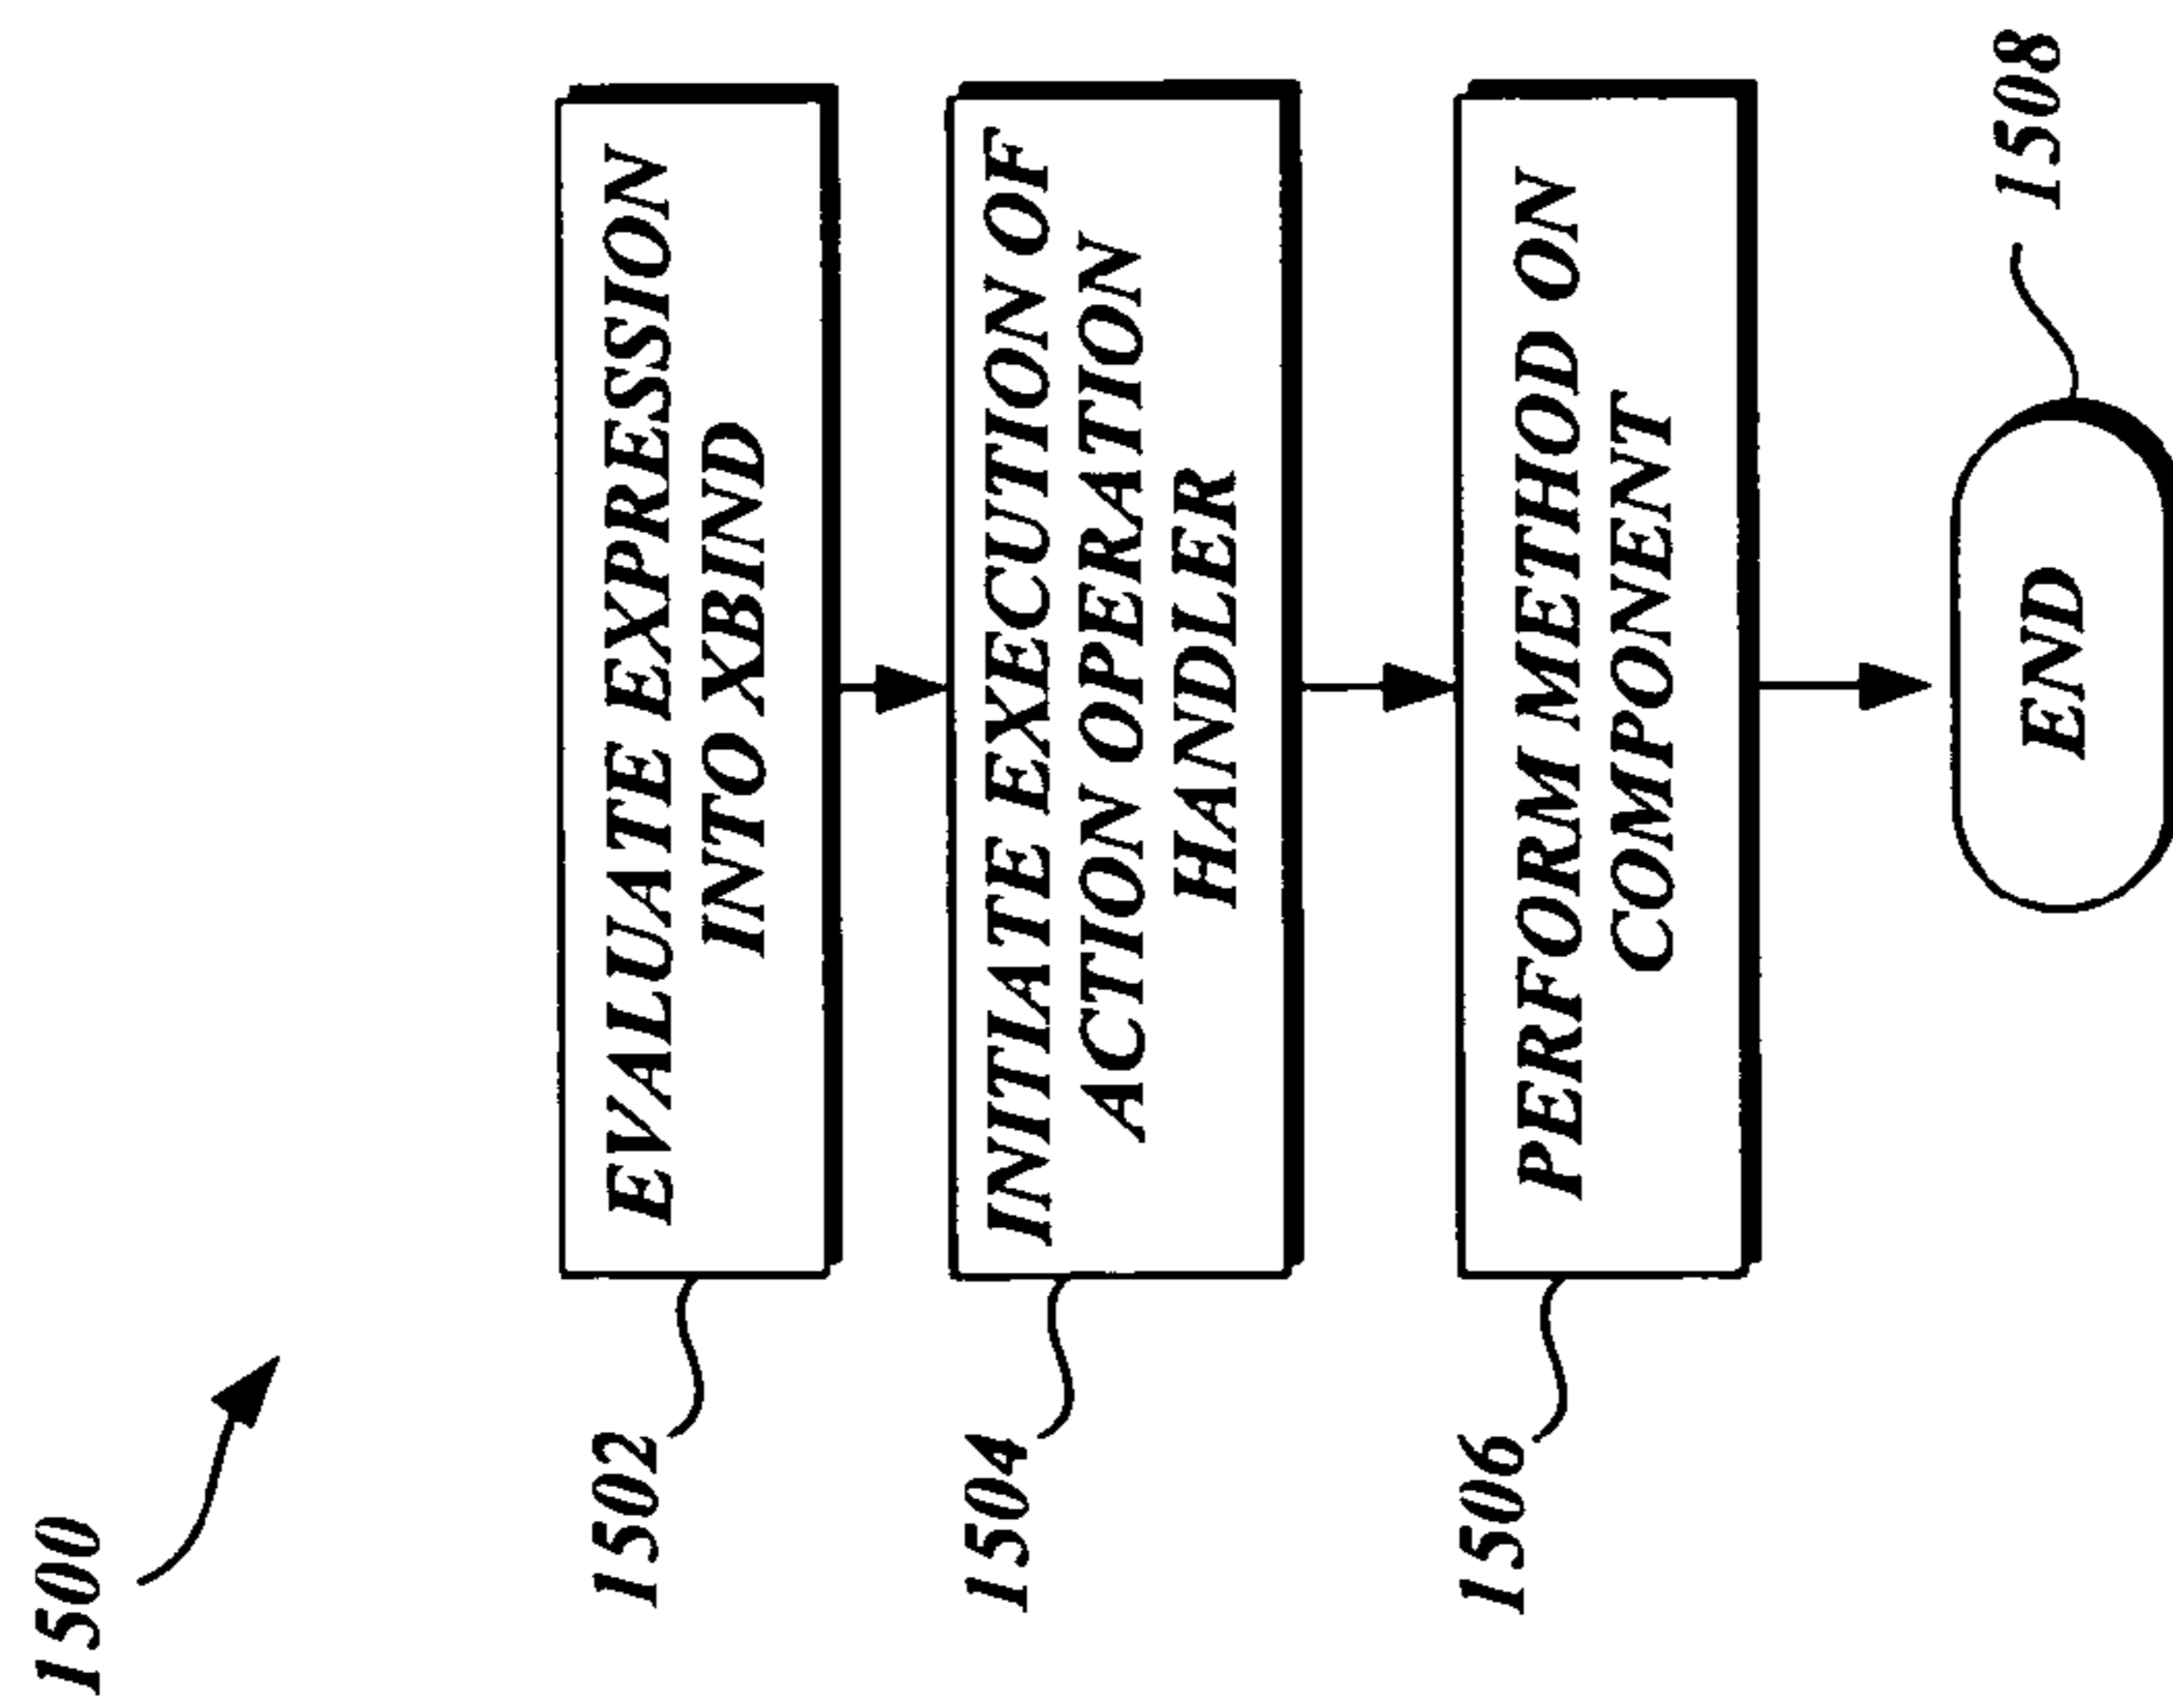 1500
1502
EVALUATE EXPRESSION
INTO XBIND
1504
INITIATE EXECUTION OF
ACTION OPERATION
HANDLER
1506
PERFORM METHOD ON
COMPONENT
END
1508